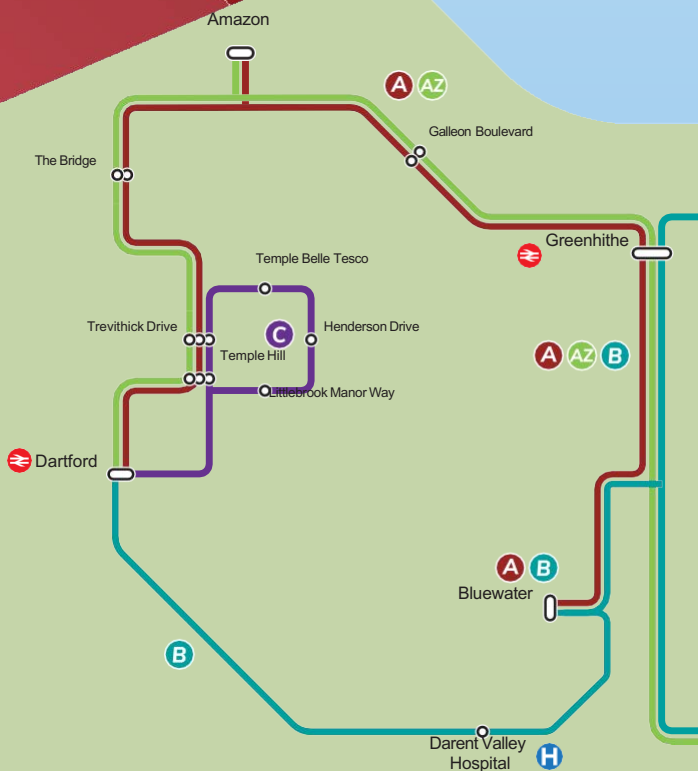 Amazon
A AZ
Galleon Boulevard
The Bridge
Greenhithe
Temple Belle Tesco
Trevithick Drive
C
Henderson Drive
Temple Hill
A AZ B
Littlebrook Manor Way
Dartford
A B
Bluewater
B
Darent Valley
Hospital
H